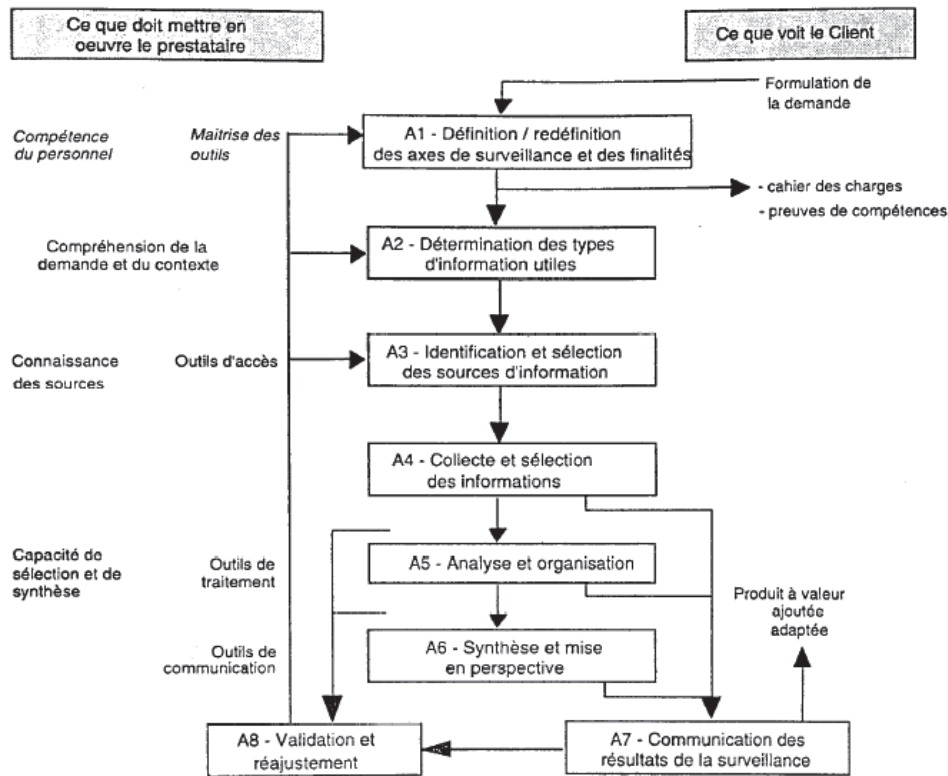 Ce que doit mettre en
oeuvre le prestataire
Ce que voit le Client
Formulation de
la demande
Compétence
du personnel
Maitrise des
outils
A1 - Définition / redéfinition
des axes de surveillance et des finalités
- cahier des charges
- preuves de compétences
Compréhension de la
demande et du contexte
A2 - Détermination des types
d'information utiles
Connaissance
des sources
Outils d'accès
A3 - Identification et sélection
des sources d'information
A4 - Collecte et sélection
des informations
Capacité de
sélection et de
synthèse
Outils de
traitement
A5 - Analyse et organisation
Produit à valeur
ajoutée
adaptée
Outils de
communication
A6 - Synthèse et mise
en perspective
A8 - Validation et
réajustement
A7 - Communication des
résultats de la surveillance